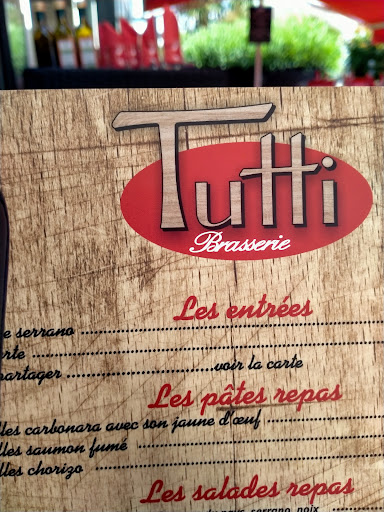 Tutti
Brasserie
Les entrées
e serrano
rte
partager ........................................voir la carte
Les pâtes repas
lles carbonara avec son jaune d'œuf
lles saumon fumé
lles chorizo
Les salades repas
serrano, noix